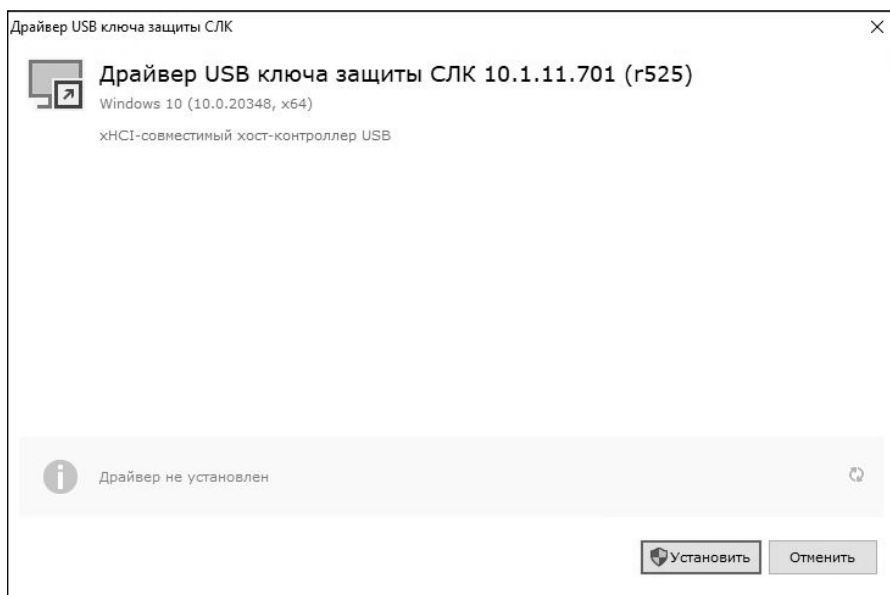 Драйвер USB ключа защиты СЛК
Драйвер USB ключа защиты СЛК 10.1.11.701 (r525)
Windows 10 (10.0.20348, x64)
xHCI-совместимый хост-контроллер USB
Драйвер не установлен
Установить Отменить